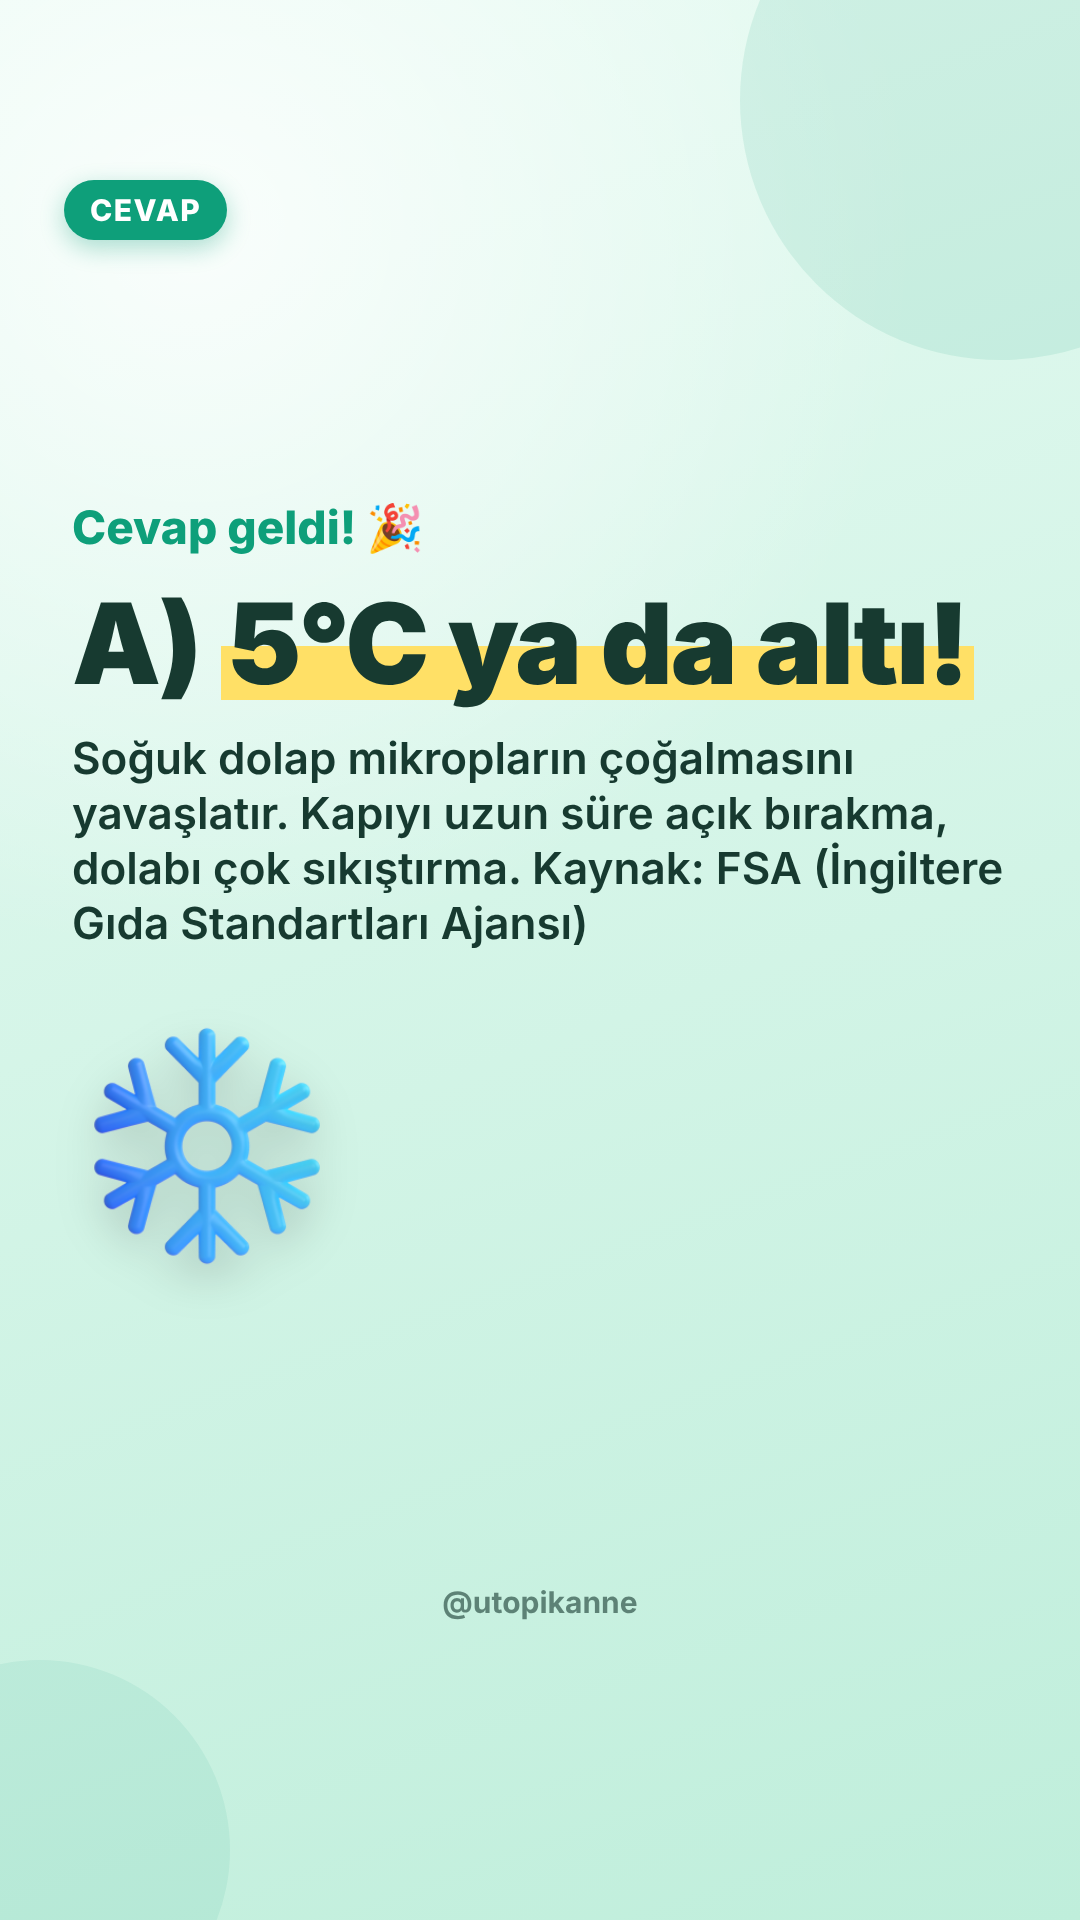 CEVAP
Cevap geldi! 🎉
A) 5°C ya da altı!
Soğuk dolap mikropların çoğalmasını
yavaşlatır. Kapıyı uzun süre açık bırakma,
dolabı çok sıkıştırma. Kaynak: FSA (İngiltere
Gıda Standartları Ajansı)
@utopikanne